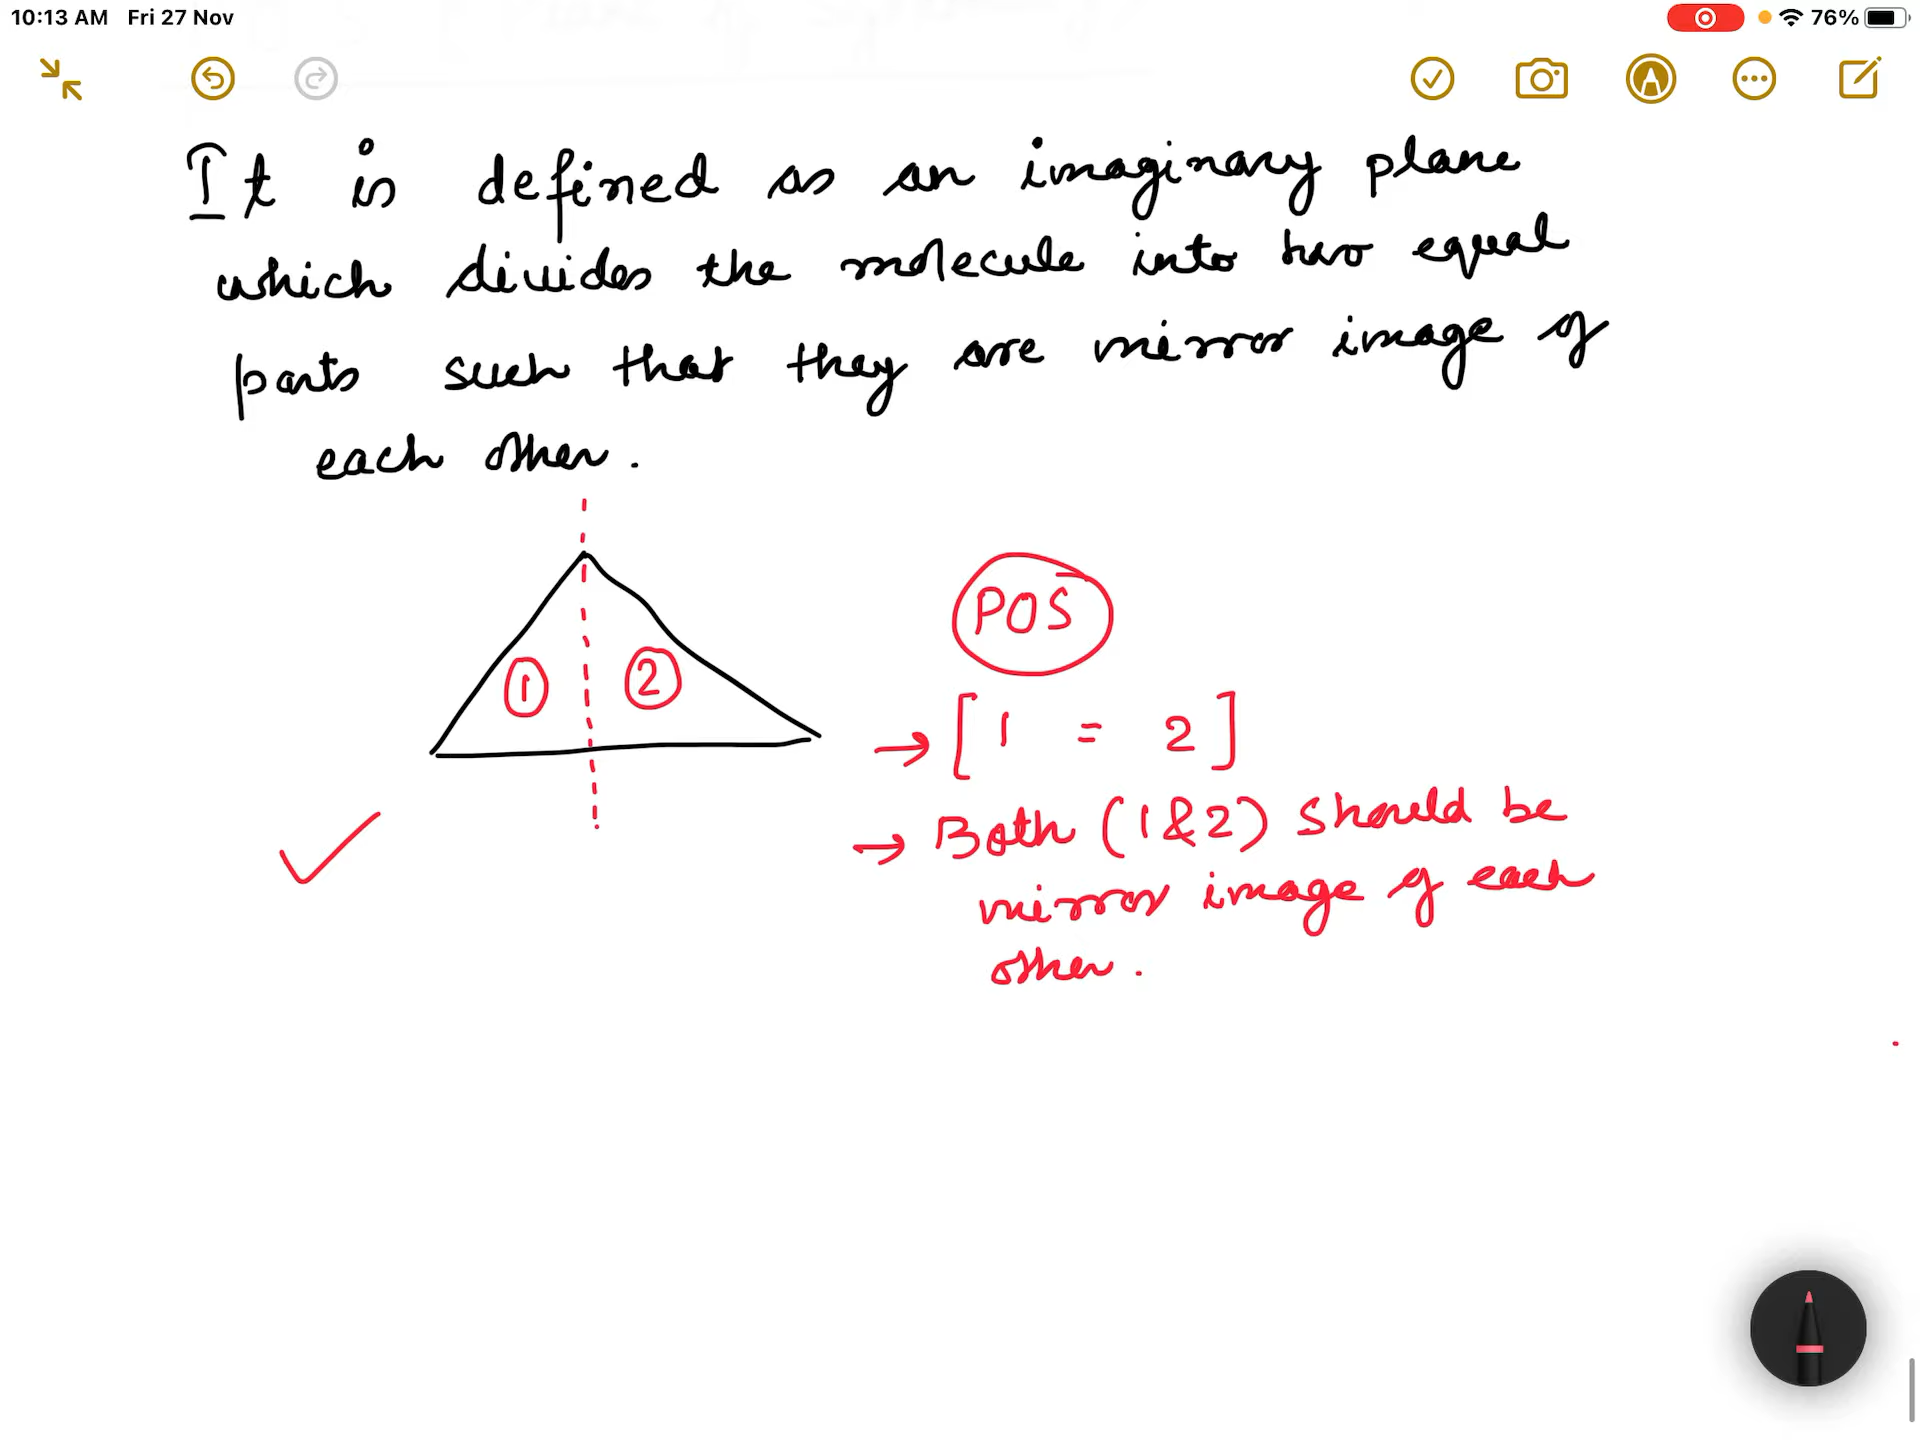 10:13 AM Fri 27 Nov
76%
It is defined as an imaginary plane
which divides the molecule into two equal
parts such that they are mirror image of
each other.
POS
1 2
→ [1 = 2]
→ Both (1&2) should be
mirror image of each
other.